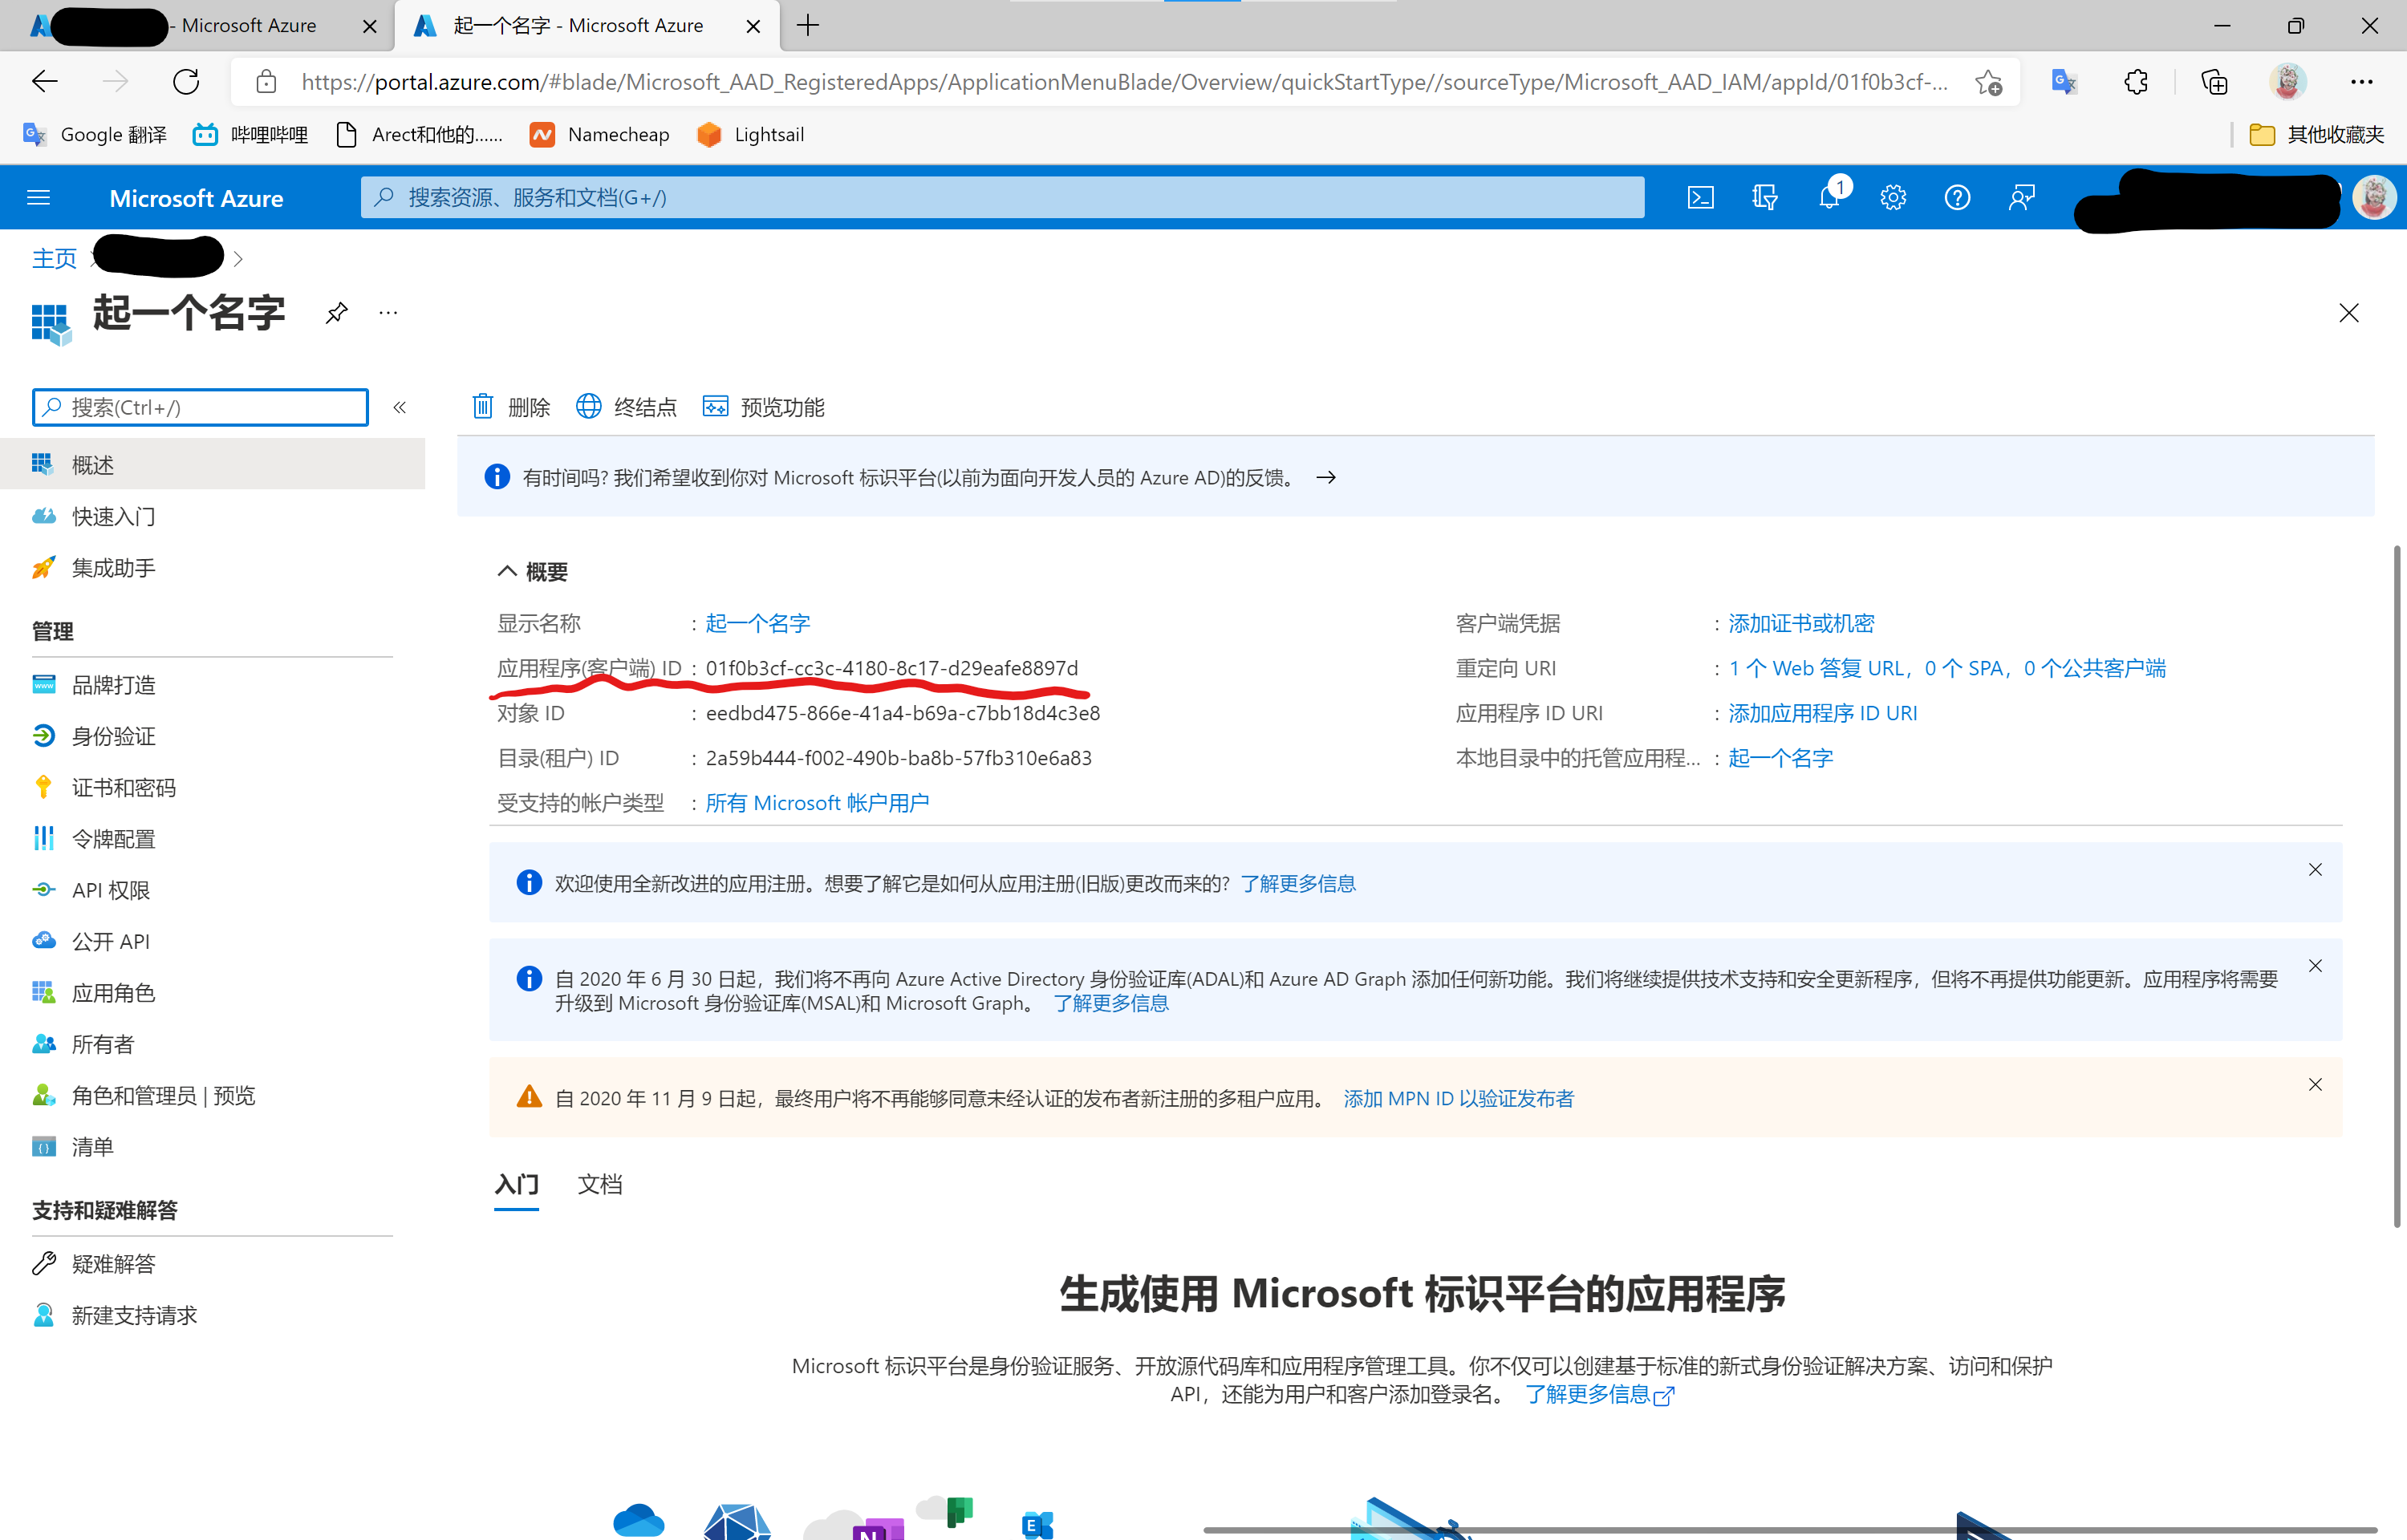 - Microsoft Azure
起一个名字 - Microsoft Azure
https://portal.azure.com/#blade/Microsoft_AAD_RegisteredApps/ApplicationMenuBlade/Overview/quickStartType//sourceType/Microsoft_AAD_IAM/appId/01f0b3cf-...
Google 翻译
哔哩哔哩
Arect和他的......
Namecheap
Lightsail
其他收藏夹
Microsoft Azure
搜索资源、服务和文档(G+/)
1
主页
起一个名字
搜索(Ctrl+/)
概述
快速入门
集成助手
管理
品牌打造
身份验证
证书和密码
令牌配置
API 权限
公开 API
应用角色
所有者
角色和管理员 | 预览
清单
支持和疑难解答
疑难解答
新建支持请求
删除
终结点
预览功能
有时间吗? 我们希望收到你对 Microsoft 标识平台(以前为面向开发人员的 Azure AD)的反馈。 →
概要
显示名称 : 起一个名字
应用程序(客户端) ID : 01f0b3cf-cc3c-4180-8c17-d29eafe8897d
对象 ID : eedbd475-866e-41a4-b69a-c7bb18d4c3e8
目录(租户) ID : 2a59b444-f002-490b-ba8b-57fb310e6a83
受支持的帐户类型 : 所有 Microsoft 帐户用户
客户端凭据 : 添加证书或机密
重定向 URI : 1 个 Web 答复 URL，0 个 SPA，0 个公共客户端
应用程序 ID URI : 添加应用程序 ID URI
本地目录中的托管应用程... : 起一个名字
欢迎使用全新改进的应用注册。想要了解它是如何从应用注册(旧版)更改而来的? 了解更多信息
自 2020 年 6 月 30 日起，我们将不再向 Azure Active Directory 身份验证库(ADAL)和 Azure AD Graph 添加任何新功能。我们将继续提供技术支持和安全更新程序，但将不再提供功能更新。应用程序将需要
升级到 Microsoft 身份验证库(MSAL)和 Microsoft Graph。 了解更多信息
自 2020 年 11 月 9 日起，最终用户将不再能够同意未经认证的发布者新注册的多租户应用。 添加 MPN ID 以验证发布者
入门
文档
生成使用 Microsoft 标识平台的应用程序
Microsoft 标识平台是身份验证服务、开放源代码库和应用程序管理工具。你不仅可以创建基于标准的新式身份验证解决方案、访问和保护
API，还能为用户和客户添加登录名。 了解更多信息